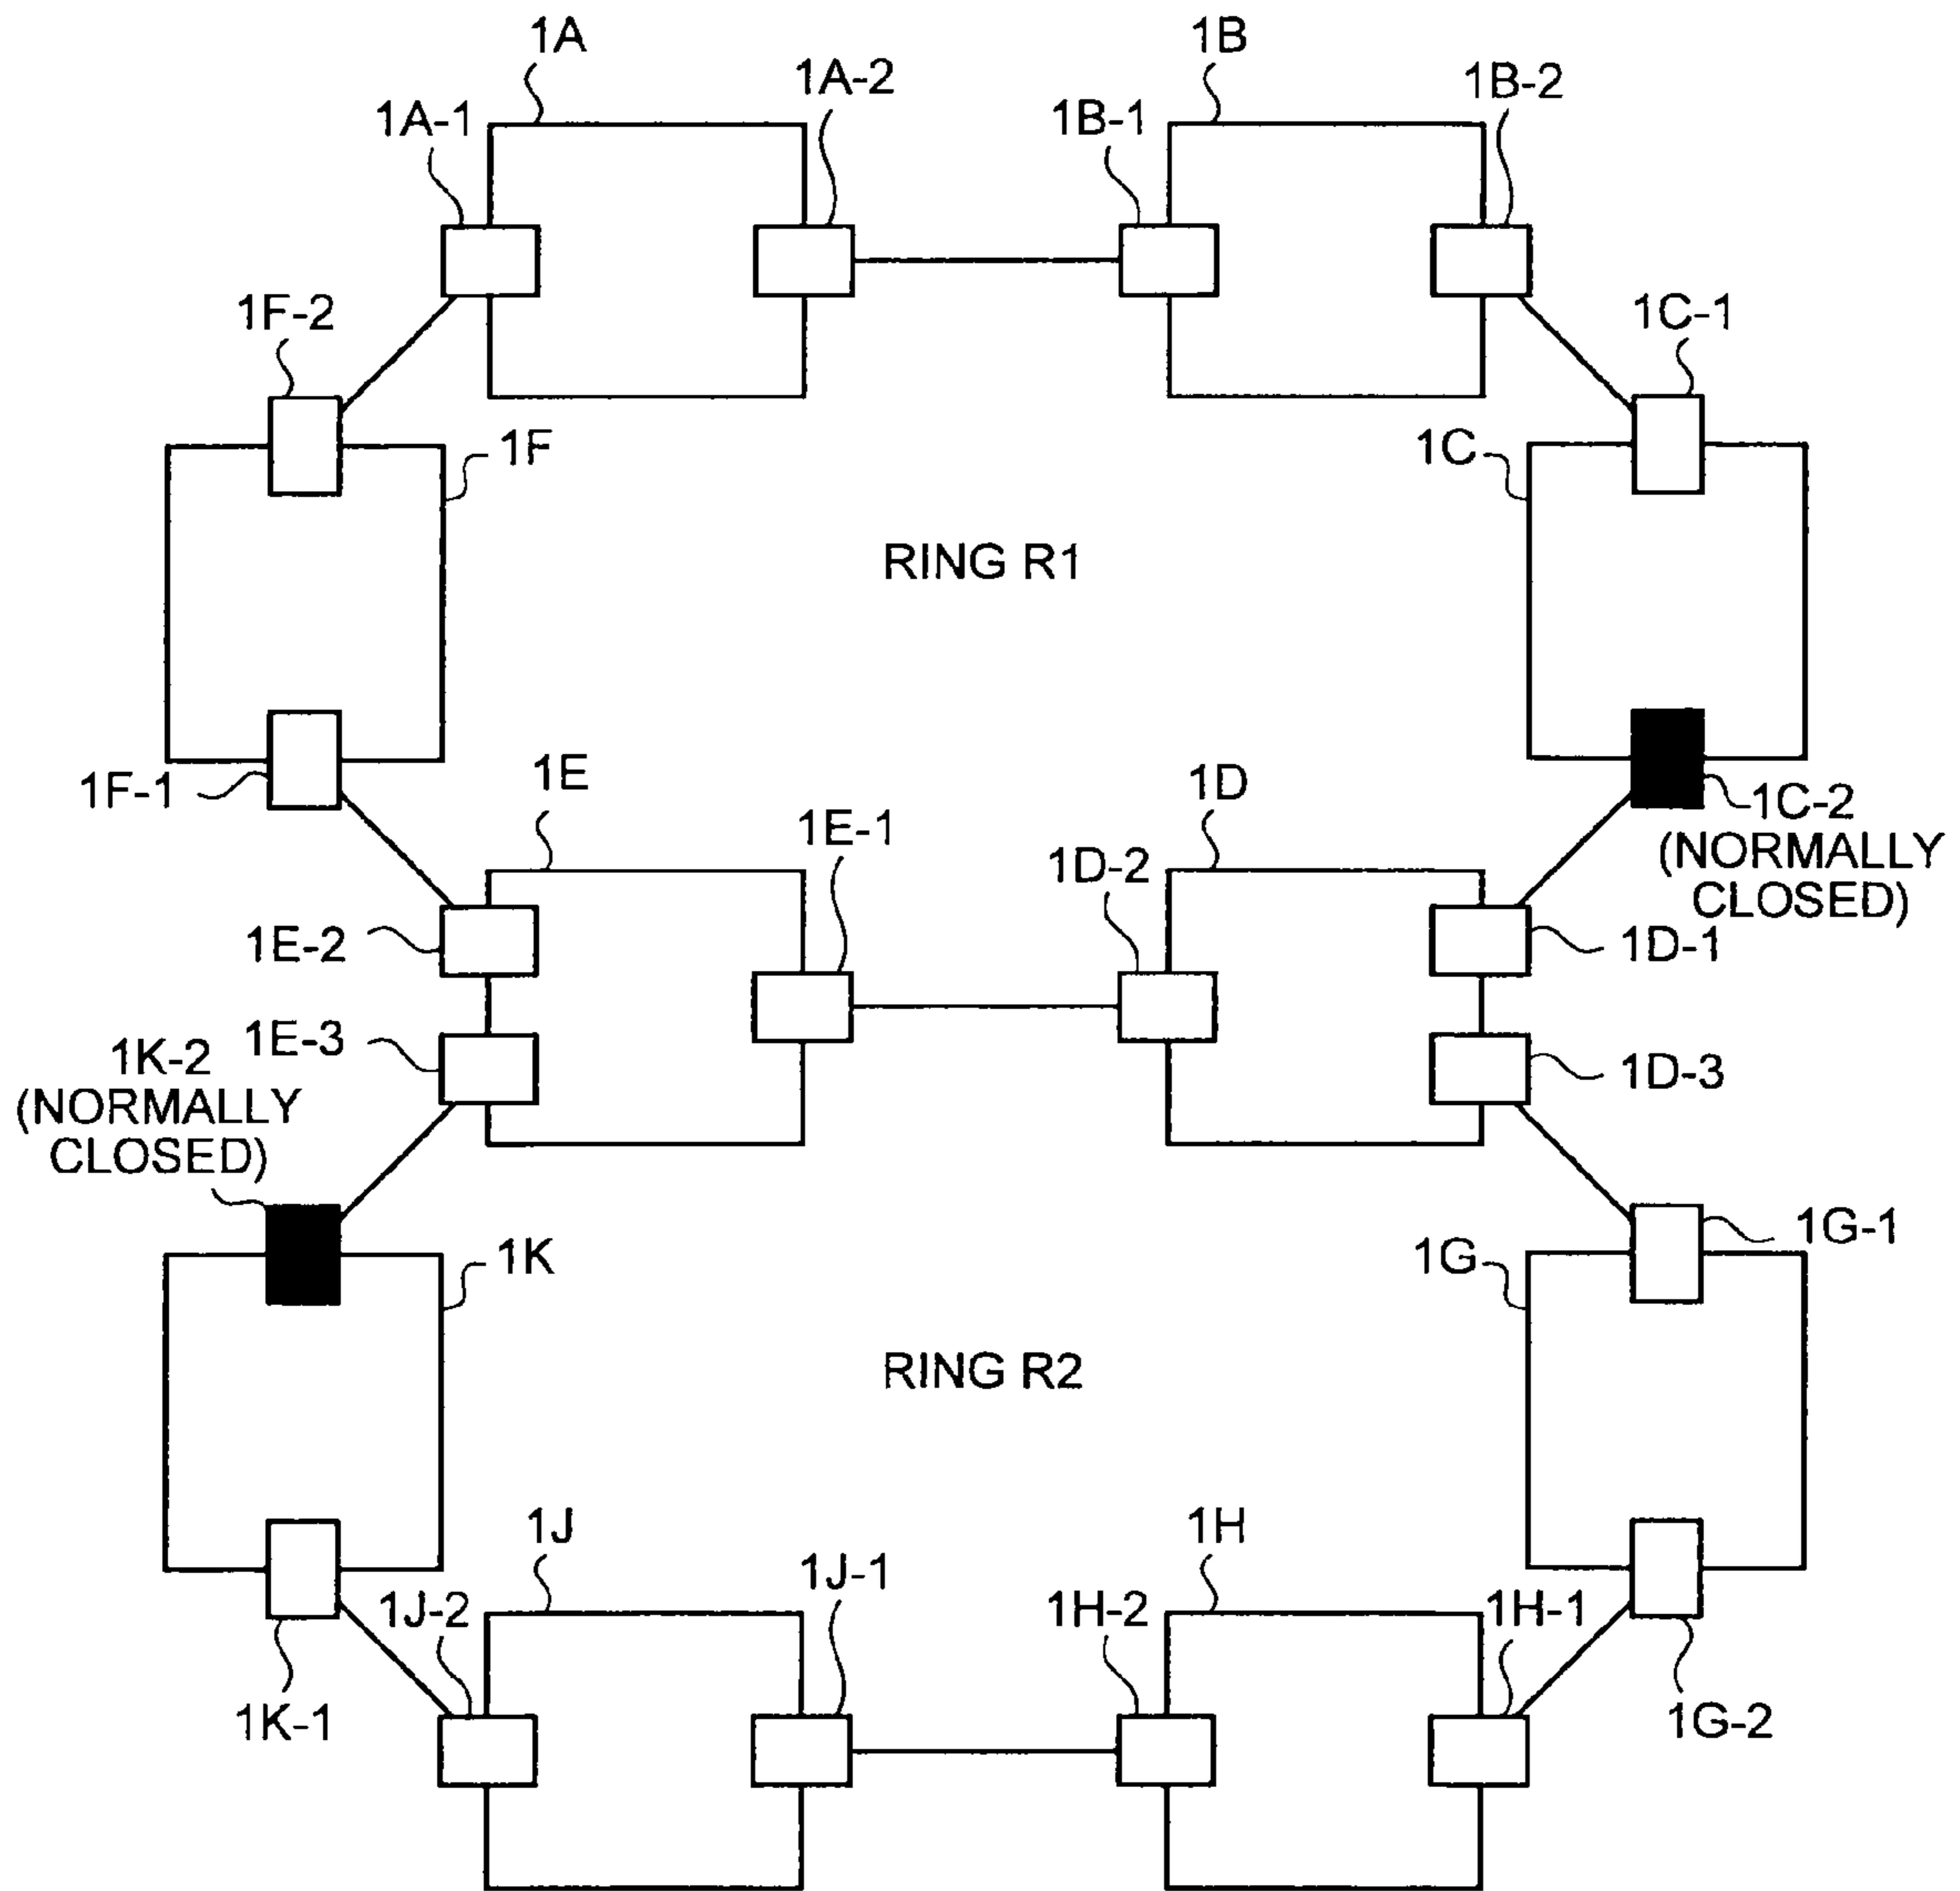 1A
1B
1A-2
1B-2
1A-1
1B-1
1F-2
1C-1
1F
1C
RING R1
1E
1D
1F-1
1C-2
(NORMALLY
CLOSED)
1E-1
1D-2
1E-2
1D-1
1E-3
1D-3
1K-2
(NORMALLY
CLOSED)
1G-1
1K
1G
RING R2
1J
1H
1J-1
1J-2
1H-2
1H-1
1K-1
1G-2